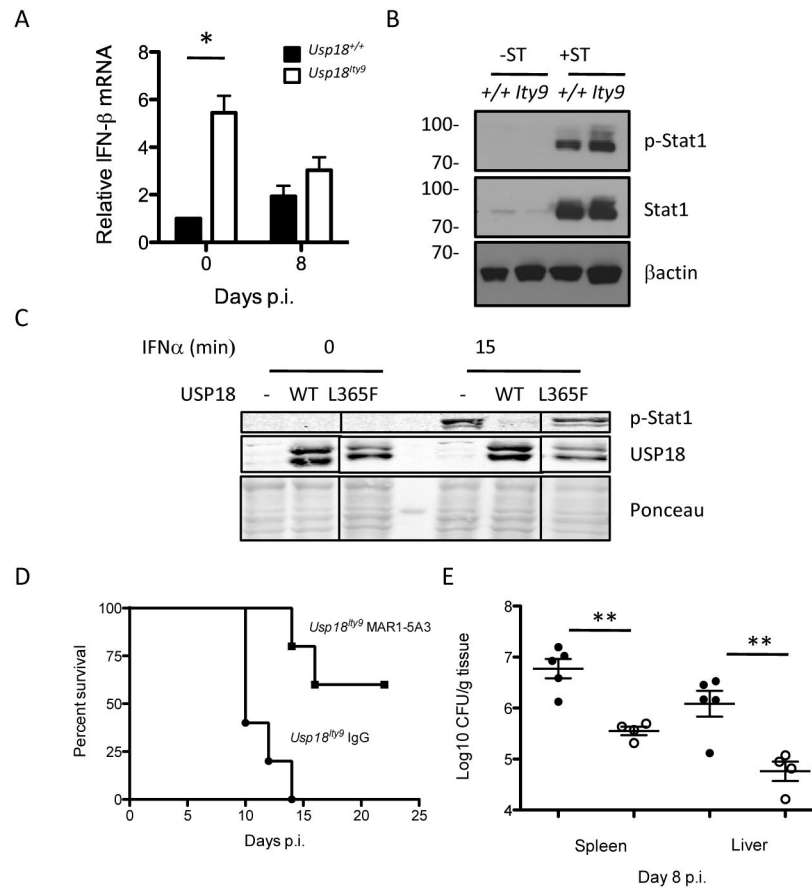 A
*
Usp18+/+
Usp18Ity9
Relative IFN-β mRNA
8
6
4
2
0
0 8
Days p.i.
B
-ST +ST
+/+ Ity9 +/+ Ity9
100-
70-
p-Stat1
100-
70-
Stat1
70-
βactin
C
IFNα (min) 0 15
USP18 - WT L365F - WT L365F
p-Stat1
USP18
Ponceau
D
Percent survival
100
75
50
25
0
0 5 10 15 20 25
Days p.i.
Usp18Ity9 MAR1-5A3
Usp18Ity9 IgG
E
Log10 CFU/g tissue
8
7
6
5
4
** **
Spleen Liver
Day 8 p.i.